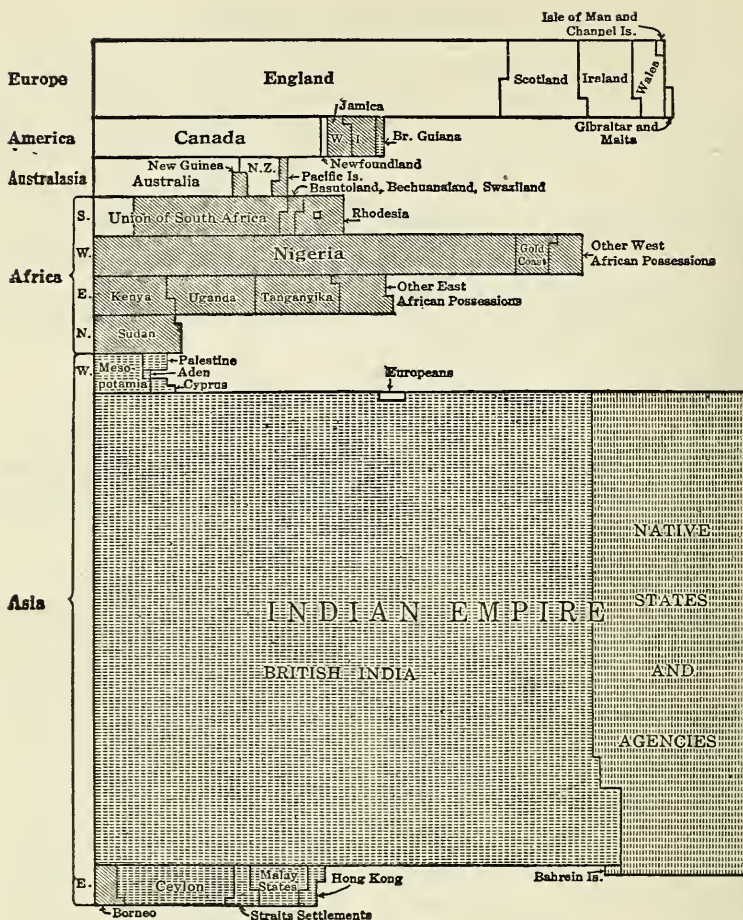 Isle of Man and
Channel Is.
Europe
England
Scotland
Ireland
Wales
Gibraltar and
Malta
Jamica
America
Canada
W. I.
Br. Guiana
Newfoundland
Australasia
New Guinea
Australia
N.Z.
Pacific Is.
Basutoland, Bechuansland, Swaziland
Africa
S.
Union of South Africa
Rhodesia
W.
Nigeria
Gold
Coast
Other West
African Possessions
E.
Kenya
Uganda
Tanganyika
Other East
African Possessions
N.
Sudan
Asia
W.
Meso-
potamia
Palestine
Aden
Cyprus
Europeans
INDIAN EMPIRE
BRITISH INDIA
NATIVE
STATES
AND
AGENCIES
E.
Ceylon
Malay
States
Hong Kong
Bahrein Is.
Borneo
Straits Settlements